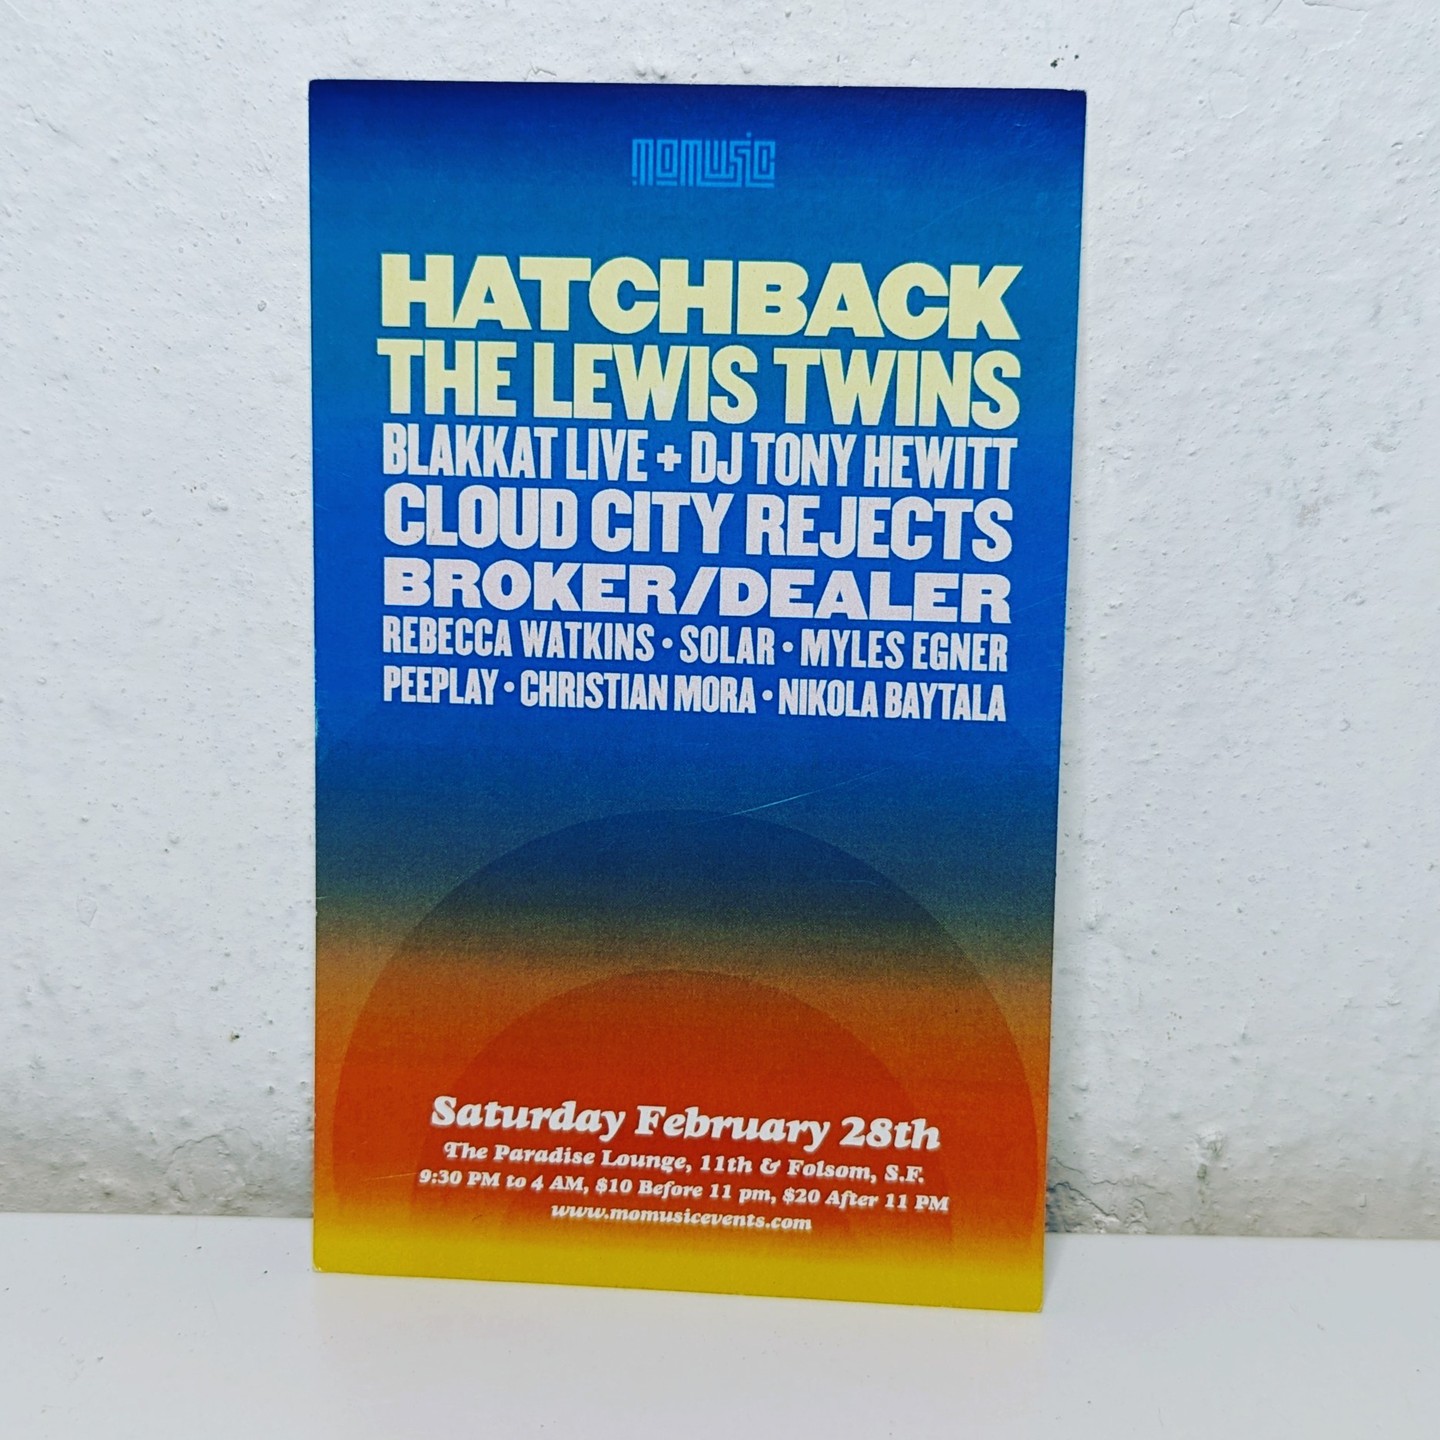 momusic
HATCHBACK
THE LEWIS TWINS
BLAKKAT LIVE + DJ TONY HEWITT
CLOUD CITY REJECTS
BROKER/DEALER
REBECCA WATKINS • SOLAR • MYLES EGNER
PEEPLAY • CHRISTIAN MORA • NIKOLA BAYTALA
Saturday February 28th
The Paradise Lounge, 11th & Folsom, S.F.
9:30 PM to 4 AM, $10 Before 11 pm, $20 After 11 PM
www.momusicevents.com